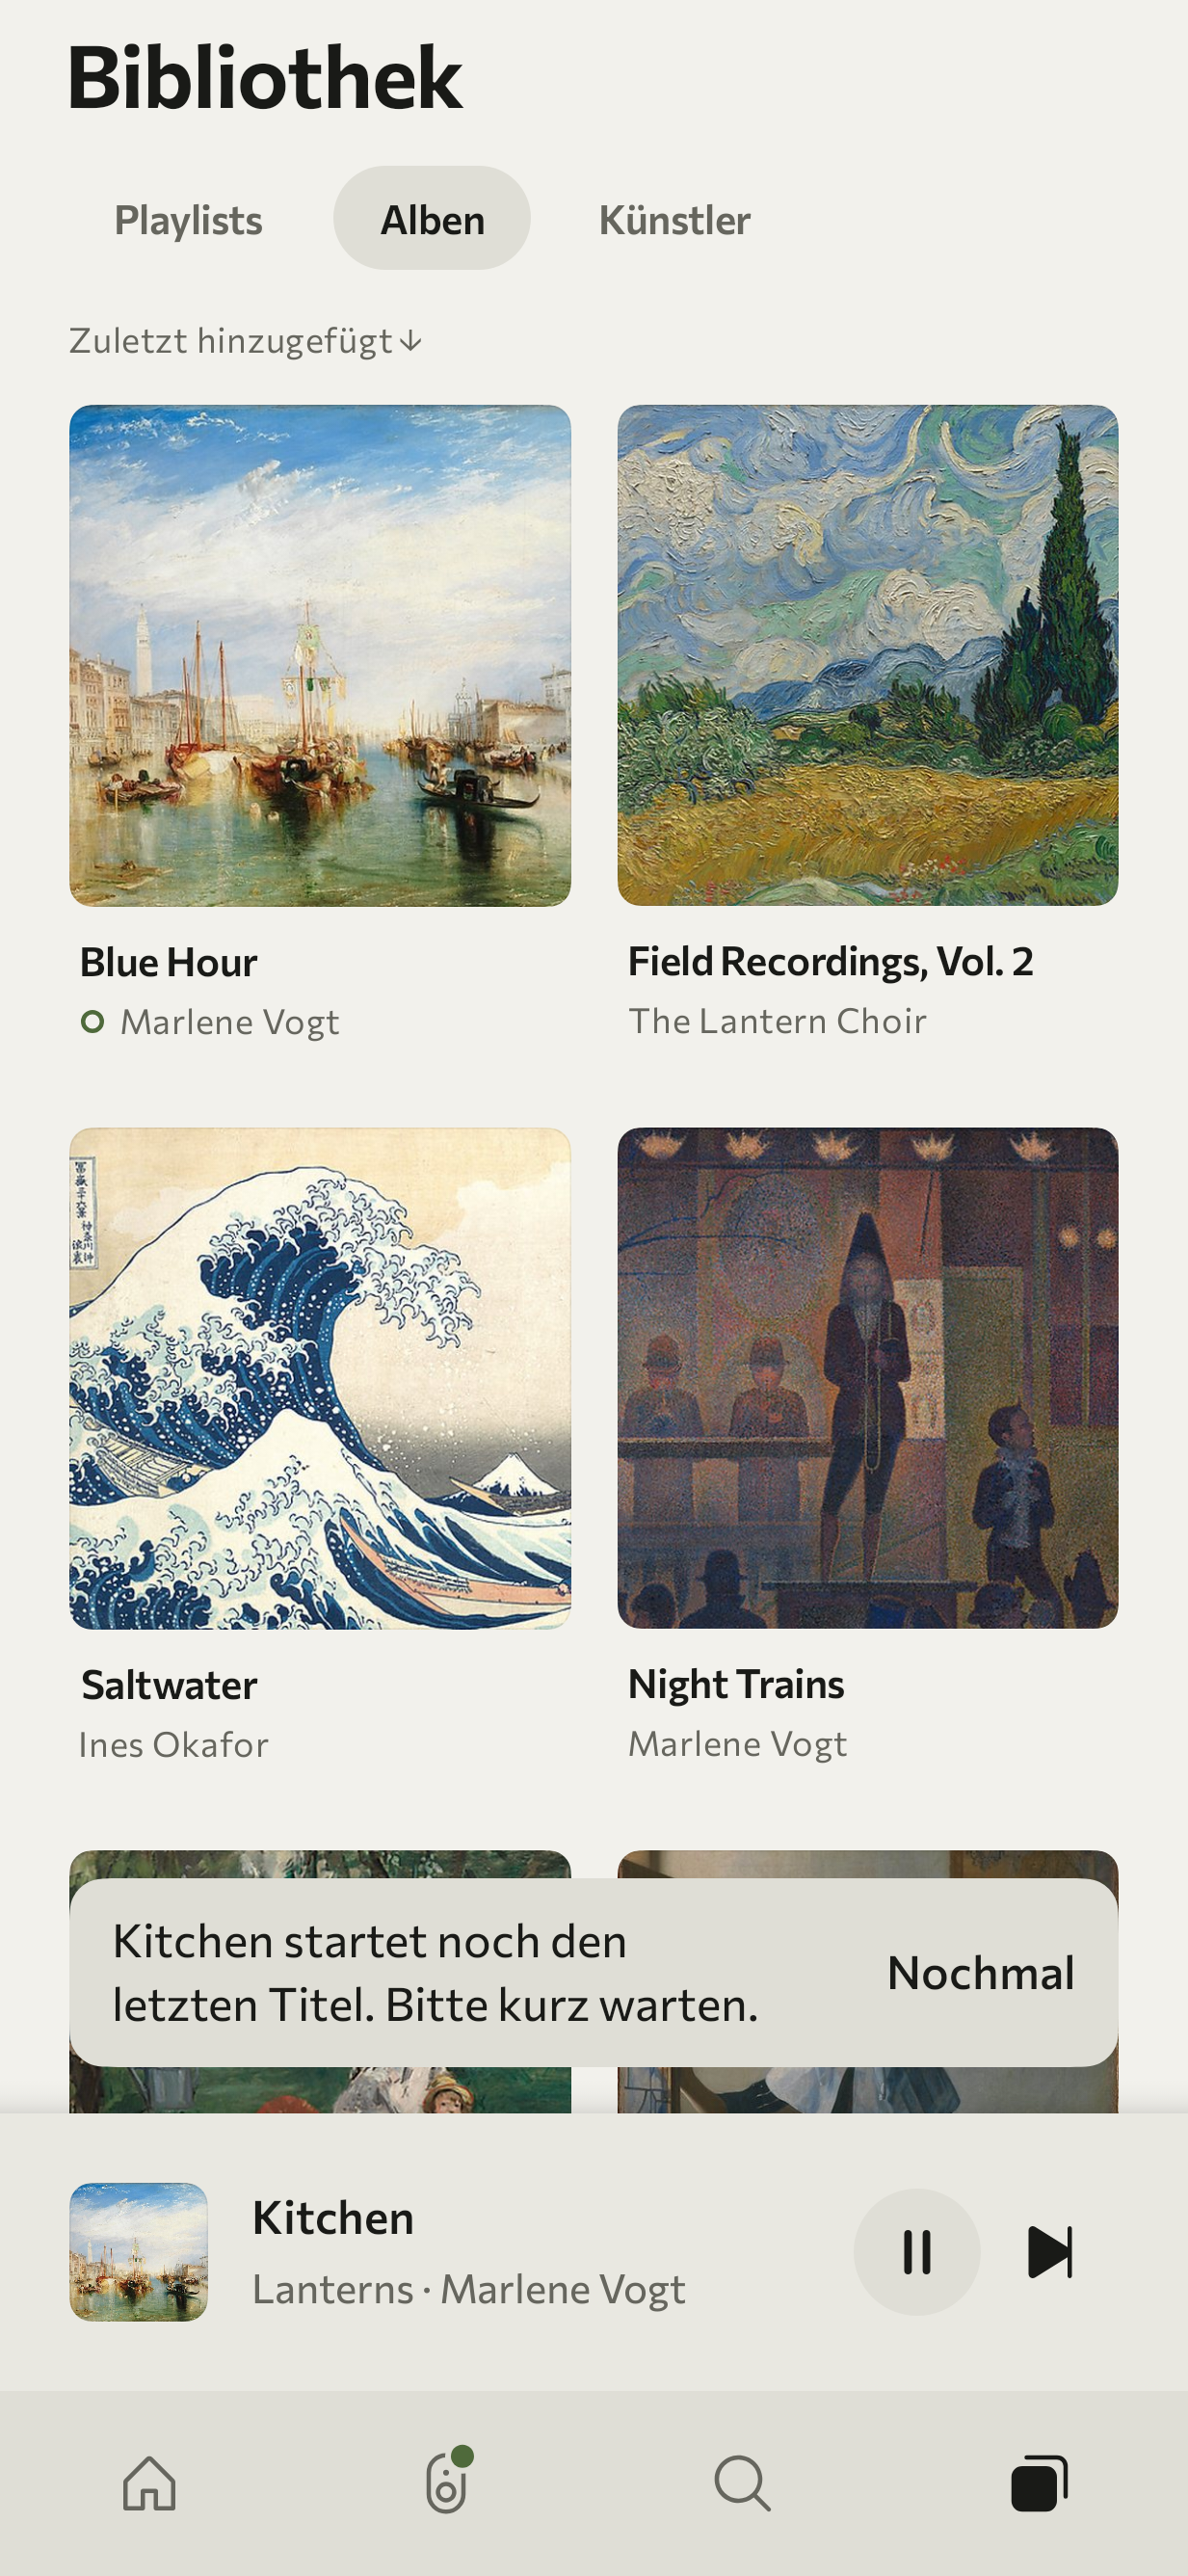 Bibliothek
Playlists Alben Künstler
Zuletzt hinzugefügt↓
Blue Hour
Marlene Vogt
Field Recordings, Vol. 2
The Lantern Choir
Saltwater
Ines Okafor
Night Trains
Marlene Vogt
Kitchen startet noch den
letzten Titel. Bitte kurz warten.
Nochmal
Kitchen
Lanterns · Marlene Vogt